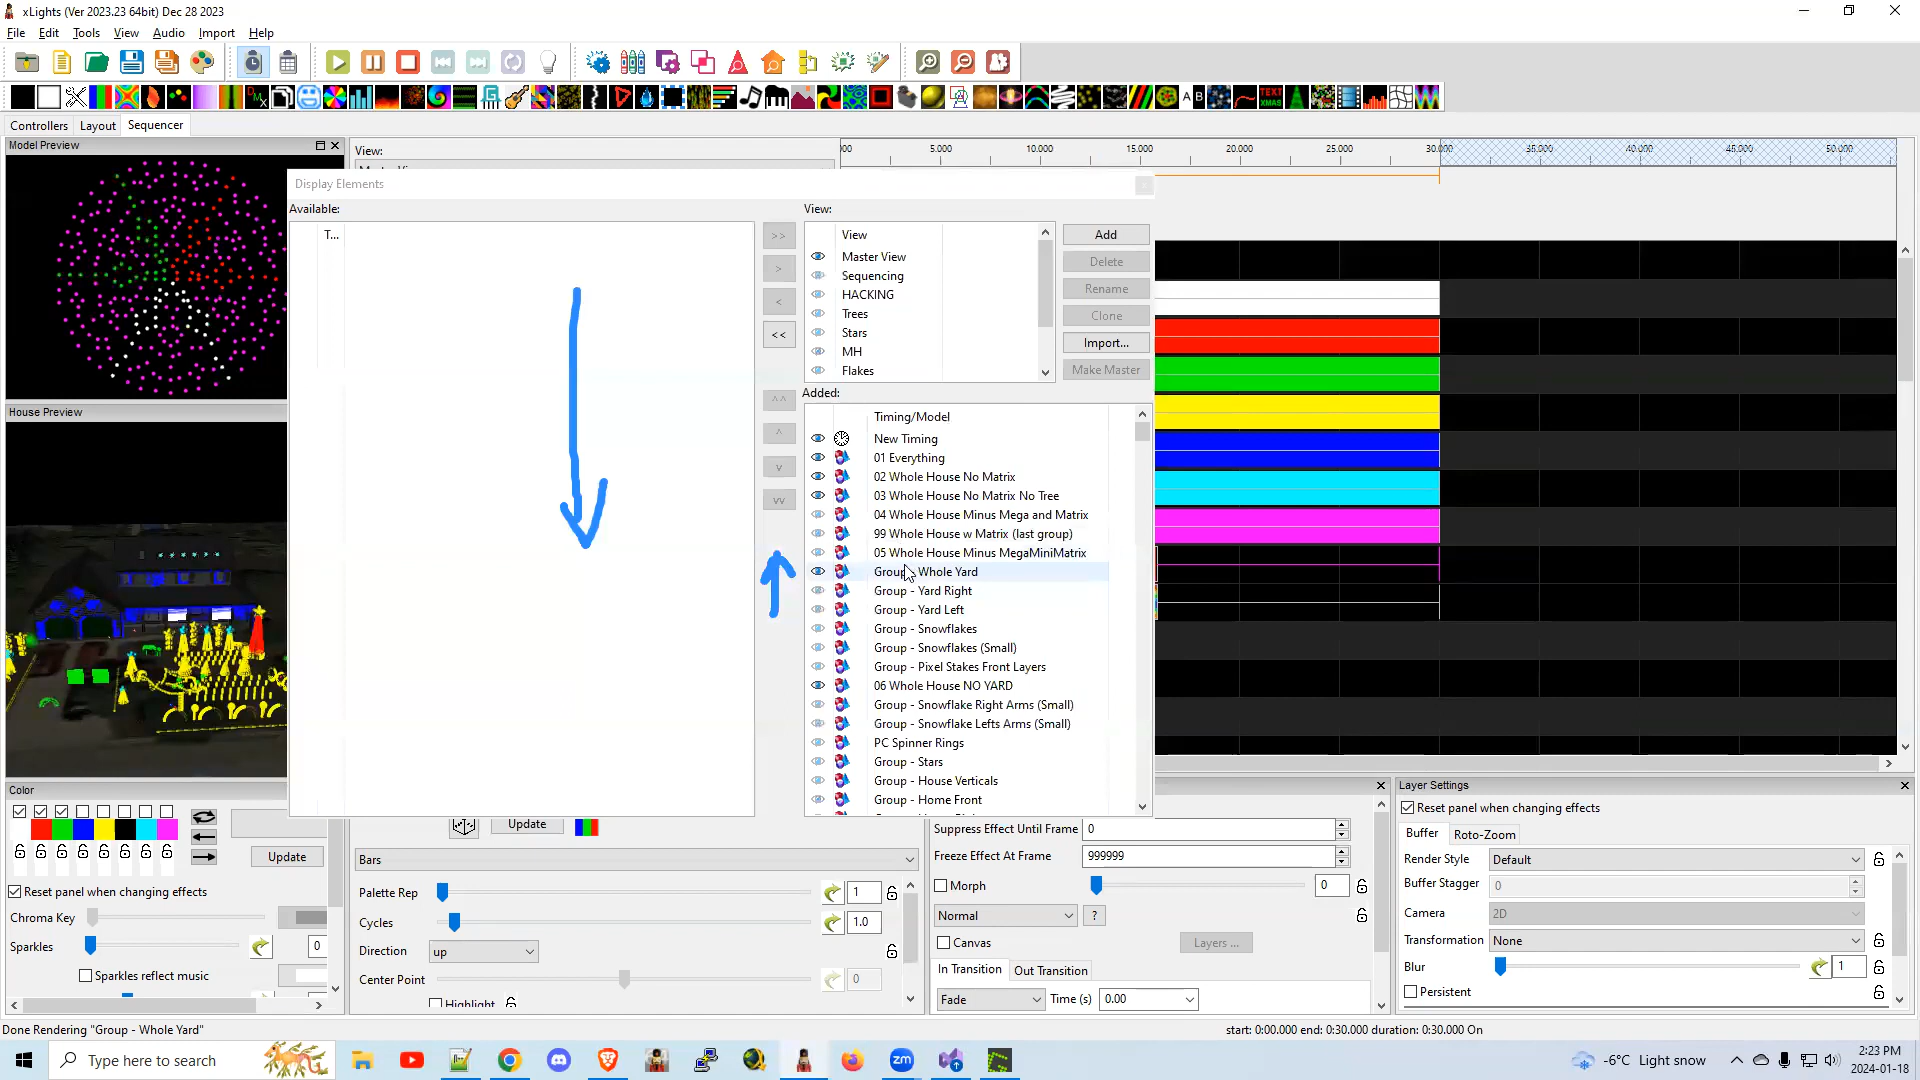 xLights (Ver 2023.23 64bit) Dec 28 2023
File Edit Tools View Audio Import Help
Controllers Layout Sequencer
Model Preview
View:
5.000 10.000 15.000 20.000 25.000 30.000 35.000 40.000 50.000
Display Elements
Available:
T...
>>
>
<
<<
^^
^
v
vv
View:
View
Master View
Sequencing
HACKING
Trees
Stars
MH
Flakes
Add
Delete
Rename
Clone
Import...
Make Master
Added:
Timing/Model
New Timing
01 Everything
02 Whole House No Matrix
03 Whole House No Matrix No Tree
04 Whole House Minus Mega and Matrix
99 Whole House w Matrix (last group)
05 Whole House Minus MegaMiniMatrix
Group - Whole Yard
Group - Yard Right
Group - Yard Left
Group - Snowflakes
Group - Snowflakes (Small)
Group - Pixel Stakes Front Layers
06 Whole House NO YARD
Group - Snowflake Right Arms (Small)
Group - Snowflake Lefts Arms (Small)
PC Spinner Rings
Group - Stars
Group - House Verticals
Group - Home Front
House Preview
Color
Update
Reset panel when changing effects
Chroma Key
Sparkles 0
Sparkles reflect music
Update
Bars
Palette Rep 1
Cycles 1.0
Direction up
Center Point 0
Highlight
Suppress Effect Until Frame 0
Freeze Effect At Frame 999999
Morph 0
Normal ?
Canvas Layers ...
In Transition Out Transition
Fade Time (s) 0.00
Layer Settings
Reset panel when changing effects
Buffer Roto-Zoom
Render Style Default
Buffer Stagger 0
Camera 2D
Transformation None
Blur 1
Persistent
Done Rendering "Group - Whole Yard"
start: 0:00.000 end: 0:30.000 duration: 0:30.000 On
Type here to search
-6°C Light snow
2:23 PM
2024-01-18